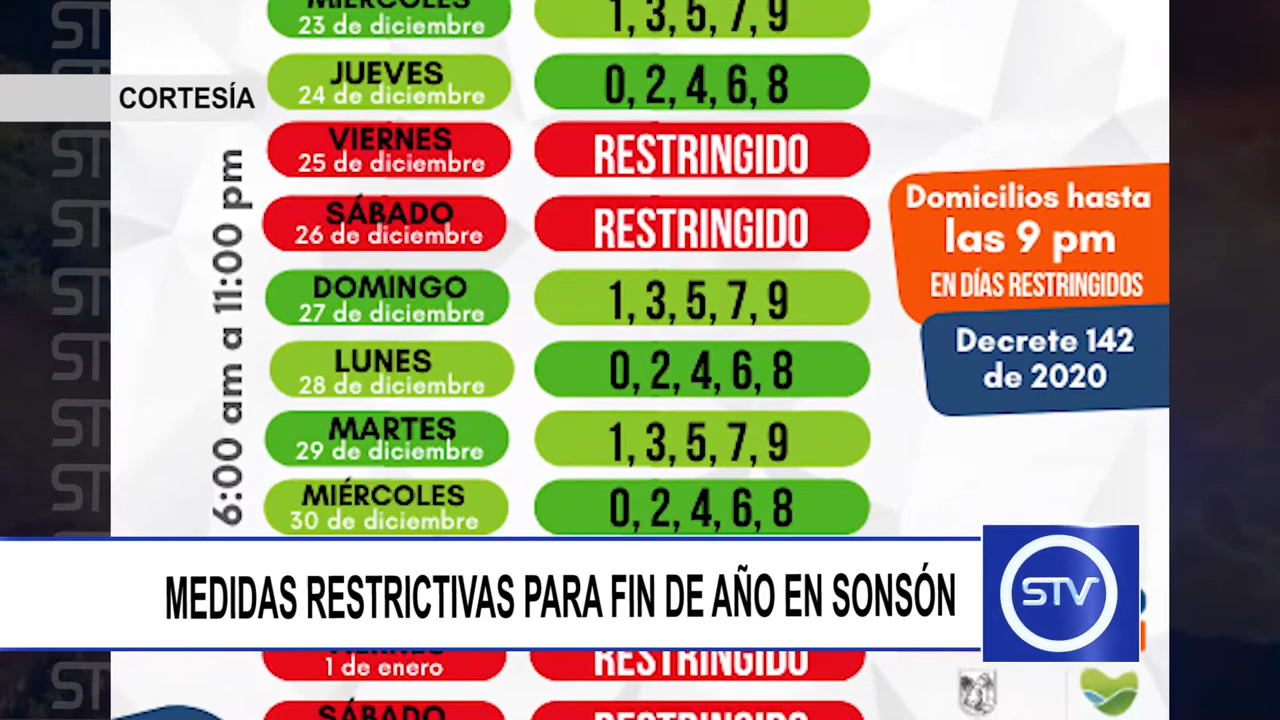 MIÉRCOLES
23 de diciembre
1, 3, 5, 7, 9
CORTESÍA
JUEVES
24 de diciembre
0, 2, 4, 6, 8
VIERNES
25 de diciembre
RESTRINGIDO
SÁBADO
26 de diciembre
RESTRINGIDO
DOMINGO
27 de diciembre
1, 3, 5, 7, 9
LUNES
28 de diciembre
0, 2, 4, 6, 8
MARTES
29 de diciembre
1, 3, 5, 7, 9
MIÉRCOLES
30 de diciembre
0, 2, 4, 6, 8
6:00 am a 11:00 pm
Domicilios hasta
las 9 pm
EN DÍAS RESTRINGIDOS
Decrete 142
de 2020
MEDIDAS RESTRICTIVAS PARA FIN DE AÑO EN SONSÓN
STV
VIERNES
1 de enero
RESTRINGIDO
SÁBADO
RESTRINGIDO